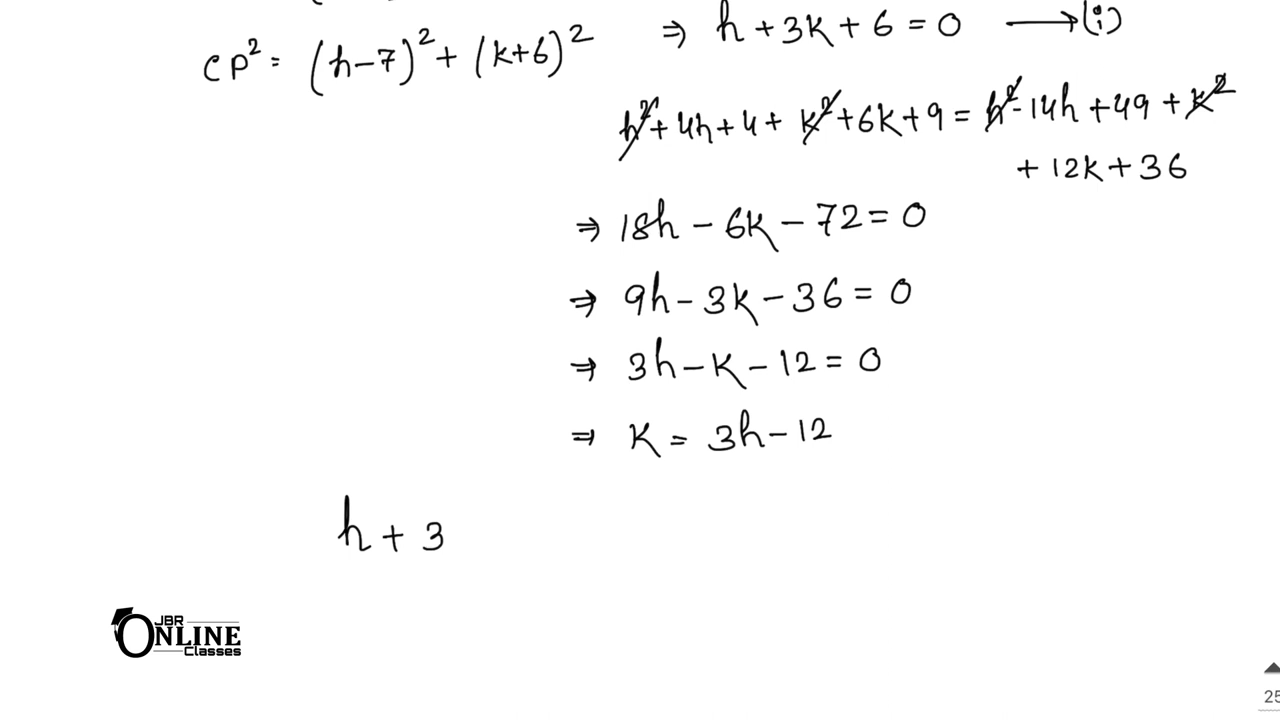 CP² = (h-7)² + (k+6)²
⇒ h + 3k + 6 = 0 ⟶ (i)
h² + 4h + 4 + k² + 6k + 9 = h² - 14h + 49 + k²
+ 12k + 36
⇒ 18h - 6k - 72 = 0
⇒ 9h - 3k - 36 = 0
⇒ 3h - k - 12 = 0
⇒ k = 3h - 12
h + 3
JBR
ONLINE
Classes
25